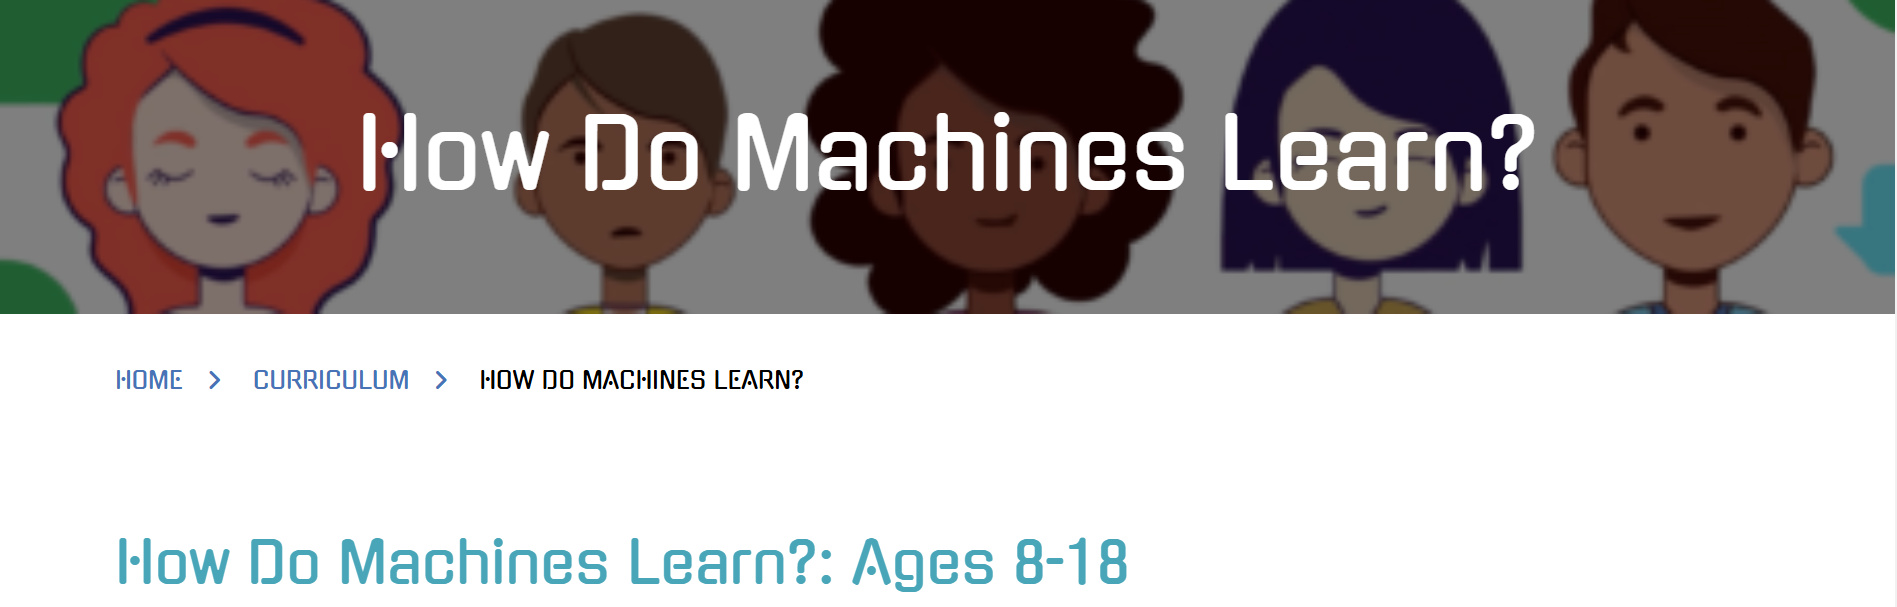 How Do Machines Learn?
HOME > CURRICULUM > HOW DO MACHINES LEARN?
How Do Machines Learn?: Ages 8-18